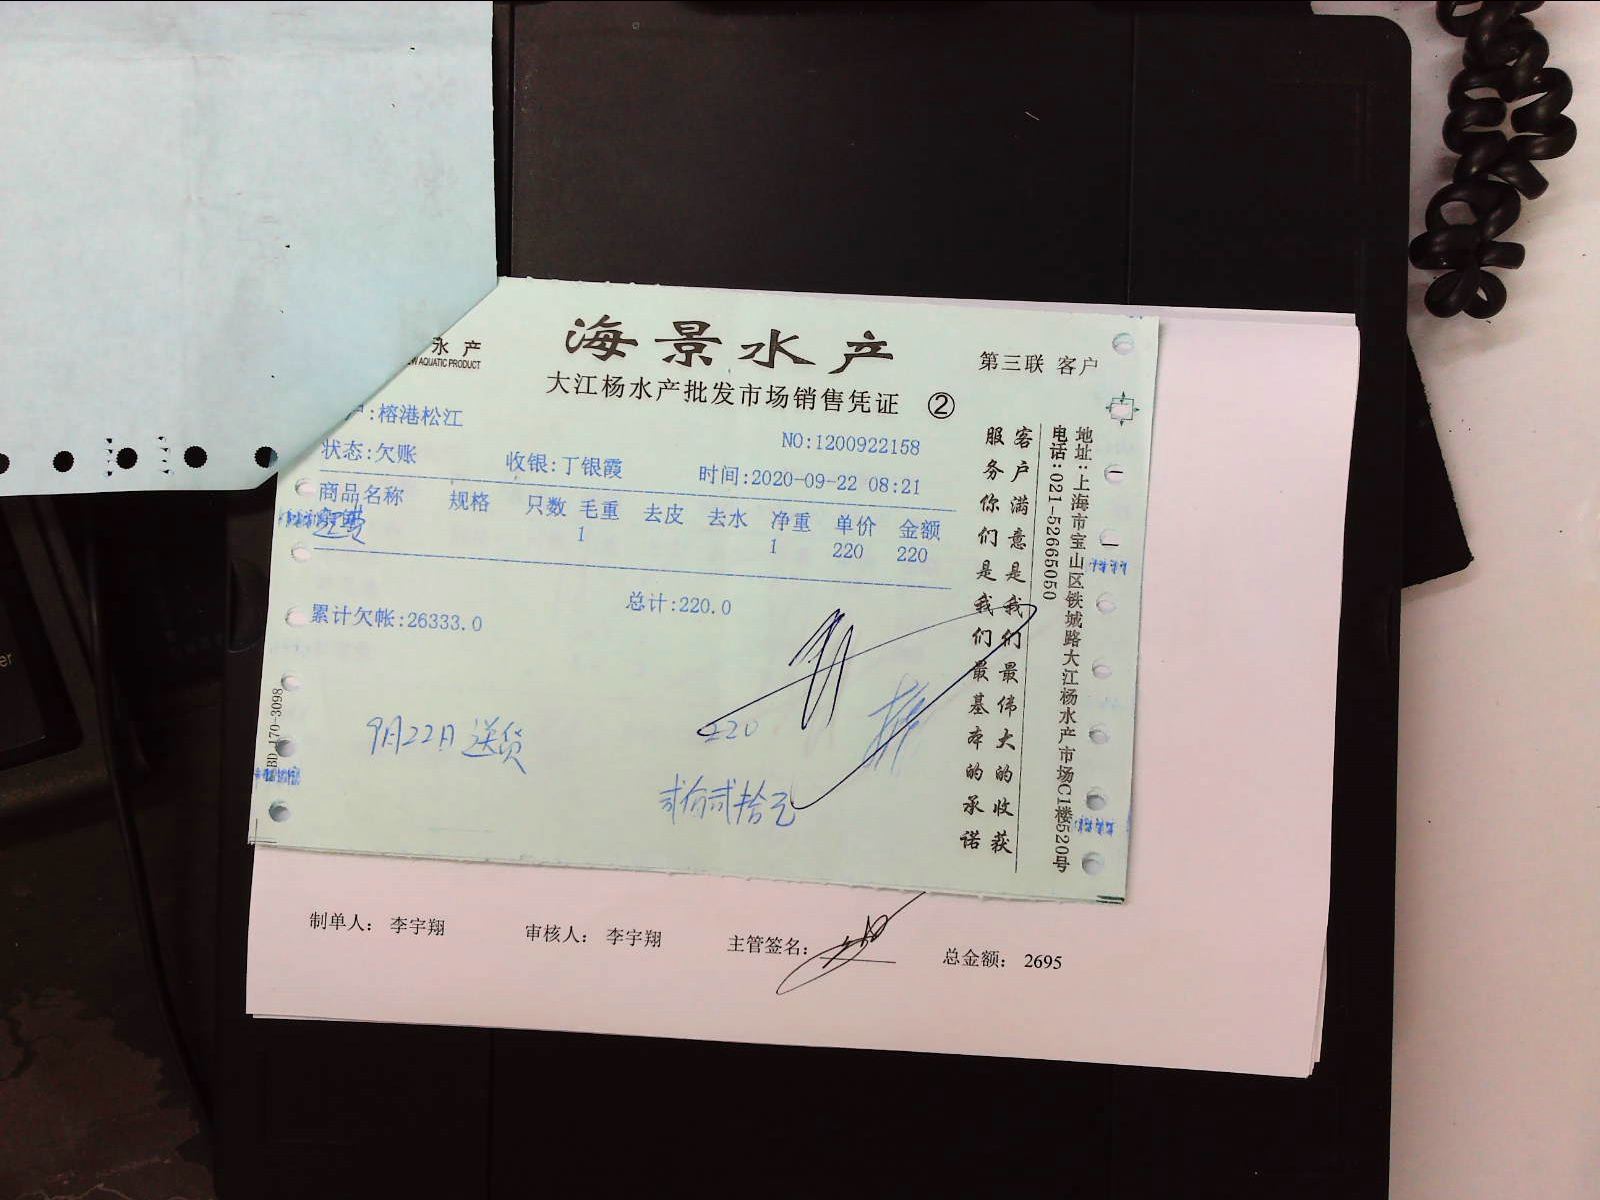 水产
AQUATIC PRODUCT
海景水产
大江杨水产批发市场销售凭证 ②
第三联 客户
:榕港松江
NO:1200922158
状态:欠账
收银:丁银霞
时间:2020-09-22 08:21
商品名称 规格 只数 毛重 去皮 去水 净重 单价 金额
1 1 220 220
总计:220.0
累计欠帐:26333.0
9月22日 送货
220
贰佰贰拾元
客户满意是我们最伟大的收获
服务你们是我们最基本的承诺
地址:上海市宝山区铁城路大江杨水产市场C1楼520号
电话:021-52665050
BD 170-3098
制单人: 李宇翔
审核人: 李宇翔
主管签名:
总金额: 2695